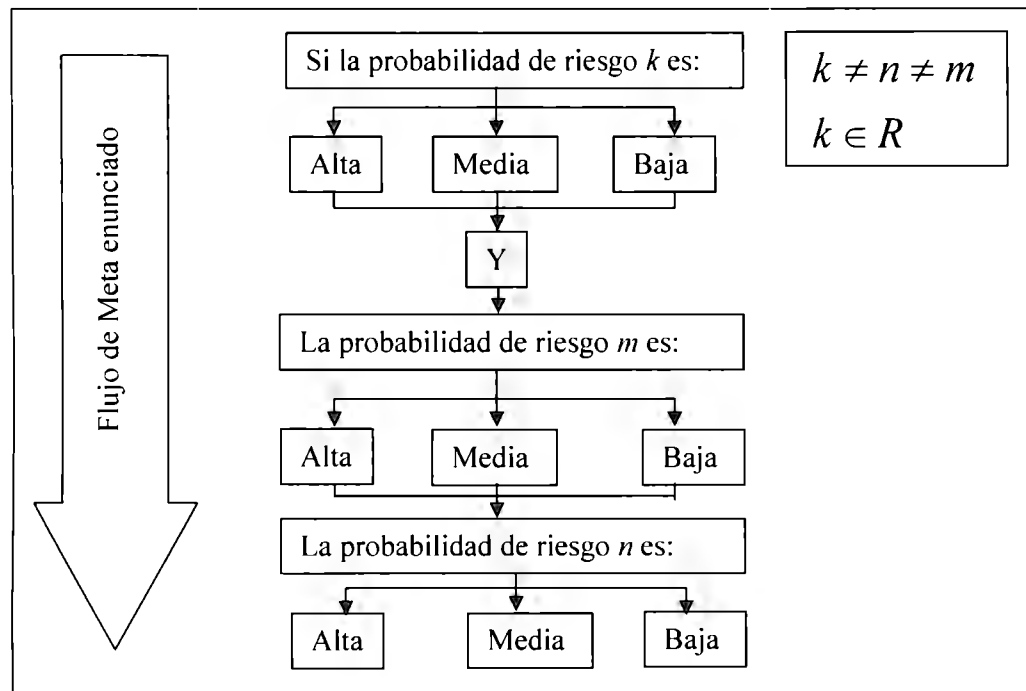 Si la probabilidad de riesgo k es:
k ≠ n ≠ m
k ∈ R
Alta
Media
Baja
Y
La probabilidad de riesgo m es:
Alta
Media
Baja
La probabilidad de riesgo n es:
Alta
Media
Baja
Flujo de Meta enunciado